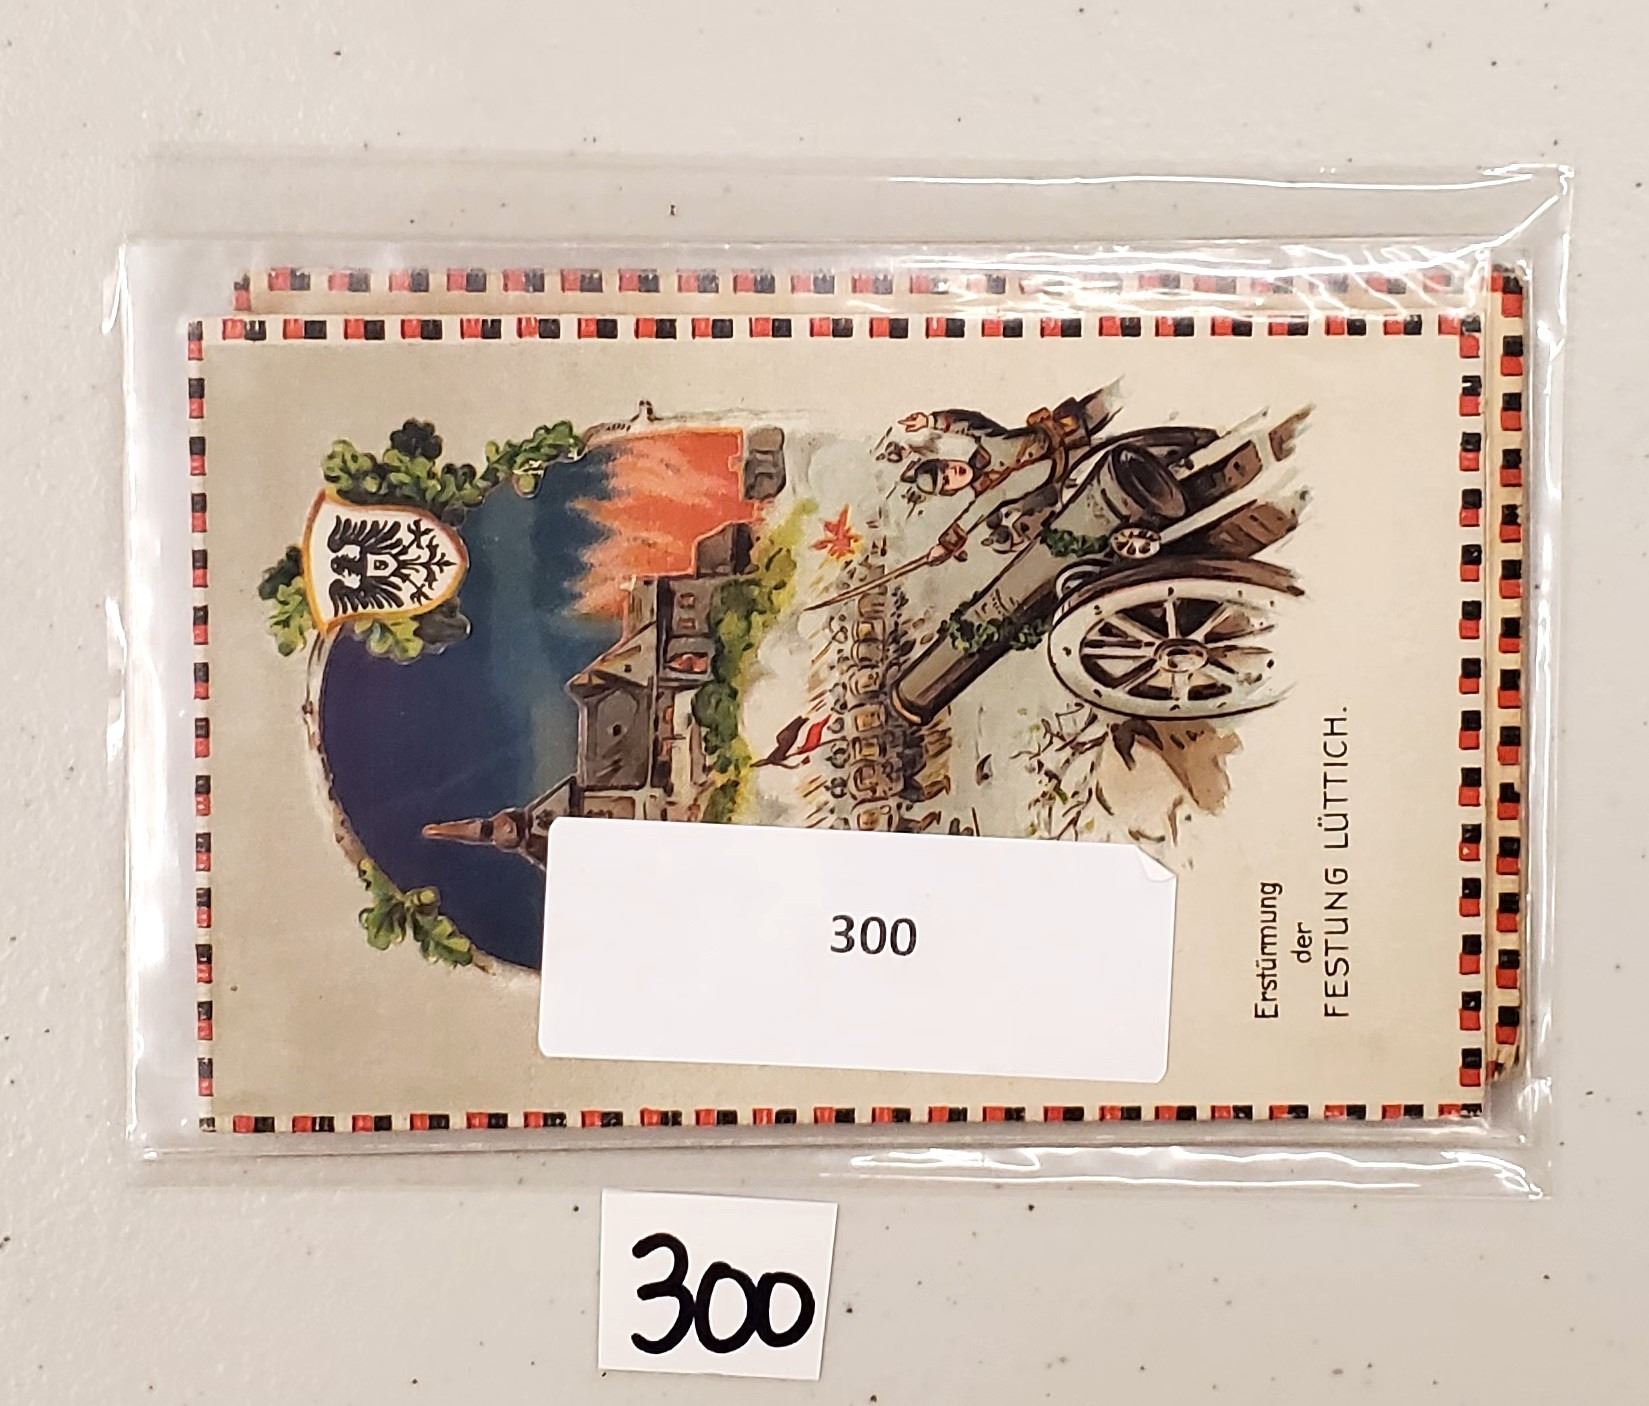 Erstürmung
der
FESTUNG LÜTTICH.
300
300